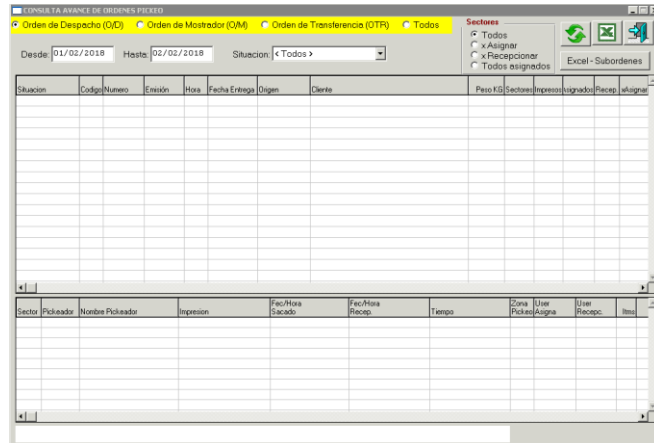 CONSULTA AVANCE DE ORDENES PICKEO
Orden de Despacho (O/D) Orden de Mostrador (O/M) Orden de Transferencia (OTR) Todos
Desde: 01/02/2018 Hasta: 02/02/2018 Situacion: < Todos >
Sectores
Todos
x Asignar
x Recepcionar
Todos asignados
Excel - Subordenes
Situacion Codigo Numero Emisión Hora Fecha Entrega Origen Cliente Peso KG Sectores Impresos Asignados Recep. xAsignar
Sector Pickeador Nombre Pickeador Impresion Fec/Hora Sacado Fec/Hora Recep. Tiempo Zona Pickeo User Asigna User Recepc. Itms